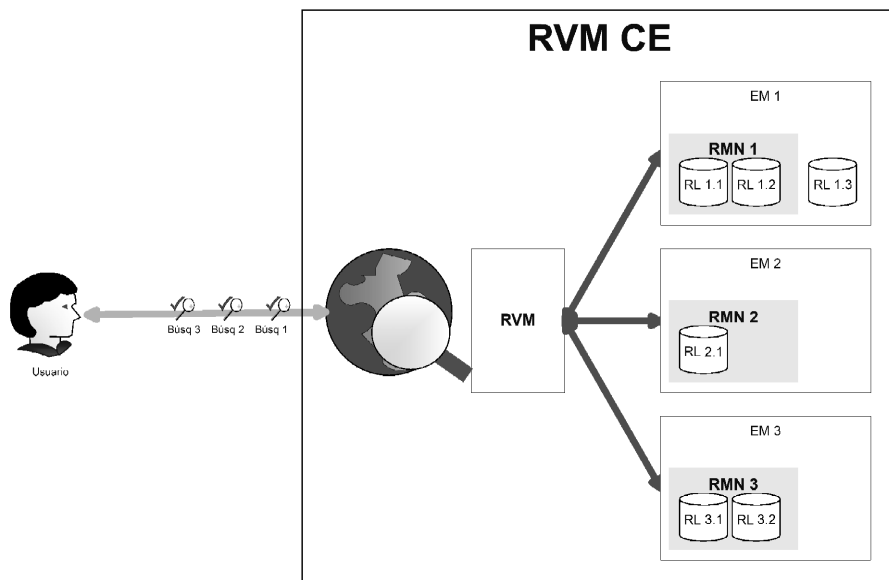 RVM CE
EM 1
RMN 1
RL 1.1
RL 1.2
RL 1.3
EM 2
RMN 2
RL 2.1
EM 3
RMN 3
RL 3.1
RL 3.2
RVM
Búsq 3
Búsq 2
Búsq 1
Usuario